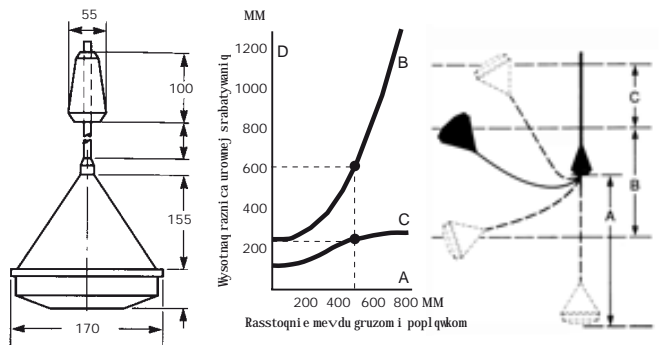 55
100
155
170
MM
1200
1000
800
600
400
200
D
B
C
A
200 400 600 800 MM
Wysotnaq raznica urownej srabatywaniq
Rasstoqnie mevdu gruzom i poplqwkom
C
B
A